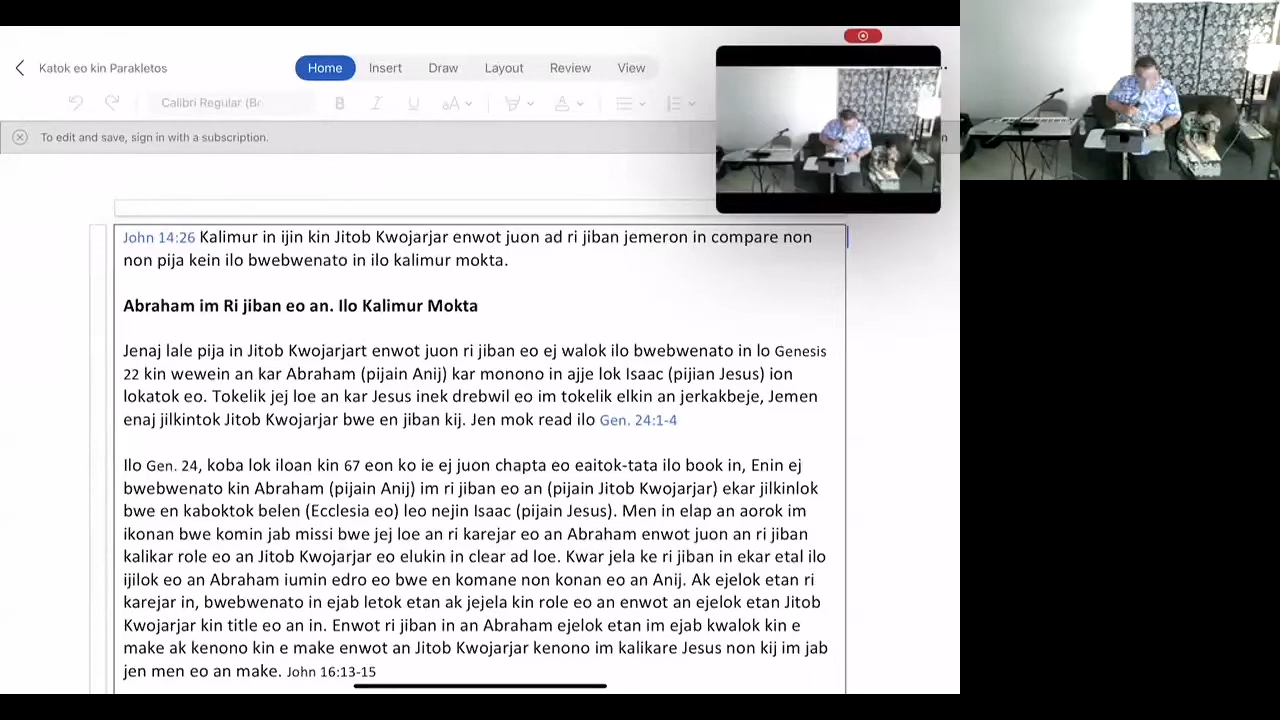 Katok eo kin Parakletos
Home Insert Draw Layout Review View
Calibri Regular (Br
B I U A
To edit and save, sign in with a subscription.
John 14:26 Kalimur in ijin kin Jitob Kwojarjar enwot juon ad ri jiban jemeron in compare non
non pija kein ilo bwebwenato in ilo kalimur mokta.
Abraham im Ri jiban eo an. Ilo Kalimur Mokta
Jenaj lale pija in Jitob Kwojarjart enwot juon ri jiban eo ej walok ilo bwebwenato in lo Genesis
22 kin wewein an kar Abraham (pijain Anij) kar monono in ajje lok Isaac (pijian Jesus) ion
lokatok eo. Tokelik jej loe an kar Jesus inek drebwil eo im tokelik elkin an jerkakbeje, Jemen
enaj jilkintok Jitob Kwojarjar bwe en jiban kij. Jen mok read ilo Gen. 24:1-4
Ilo Gen. 24, koba lok iloan kin 67 eon ko ie ej juon chapta eo eaitok-tata ilo book in, Enin ej
bwebwenato kin Abraham (pijain Anij) im ri jiban eo an (pijain Jitob Kwojarjar) ekar jilkinlok
bwe en kaboktok belen (Ecclesia eo) leo nejin Isaac (pijain Jesus). Men in elap an aorok im
ikonan bwe komin jab missi bwe jej loe an ri karejar eo an Abraham enwot juon an ri jiban
kalikar role eo an Jitob Kwojarjar eo elukin in clear ad loe. Kwar jela ke ri jiban in ekar etal ilo
ijilok eo an Abraham iumin edro eo bwe en komane non konan eo an Anij. Ak ejelok etan ri
karejar in, bwebwenato in ejab letok etan ak jejela kin role eo an enwot an ejelok etan Jitob
Kwojarjar kin title eo an in. Enwot ri jiban in an Abraham ejelok etan im ejab kwalok kin e
make ak kenono kin e make enwot an Jitob Kwojarjar kenono im kalikare Jesus non kij im jab
jen men eo an make. John 16:13-15